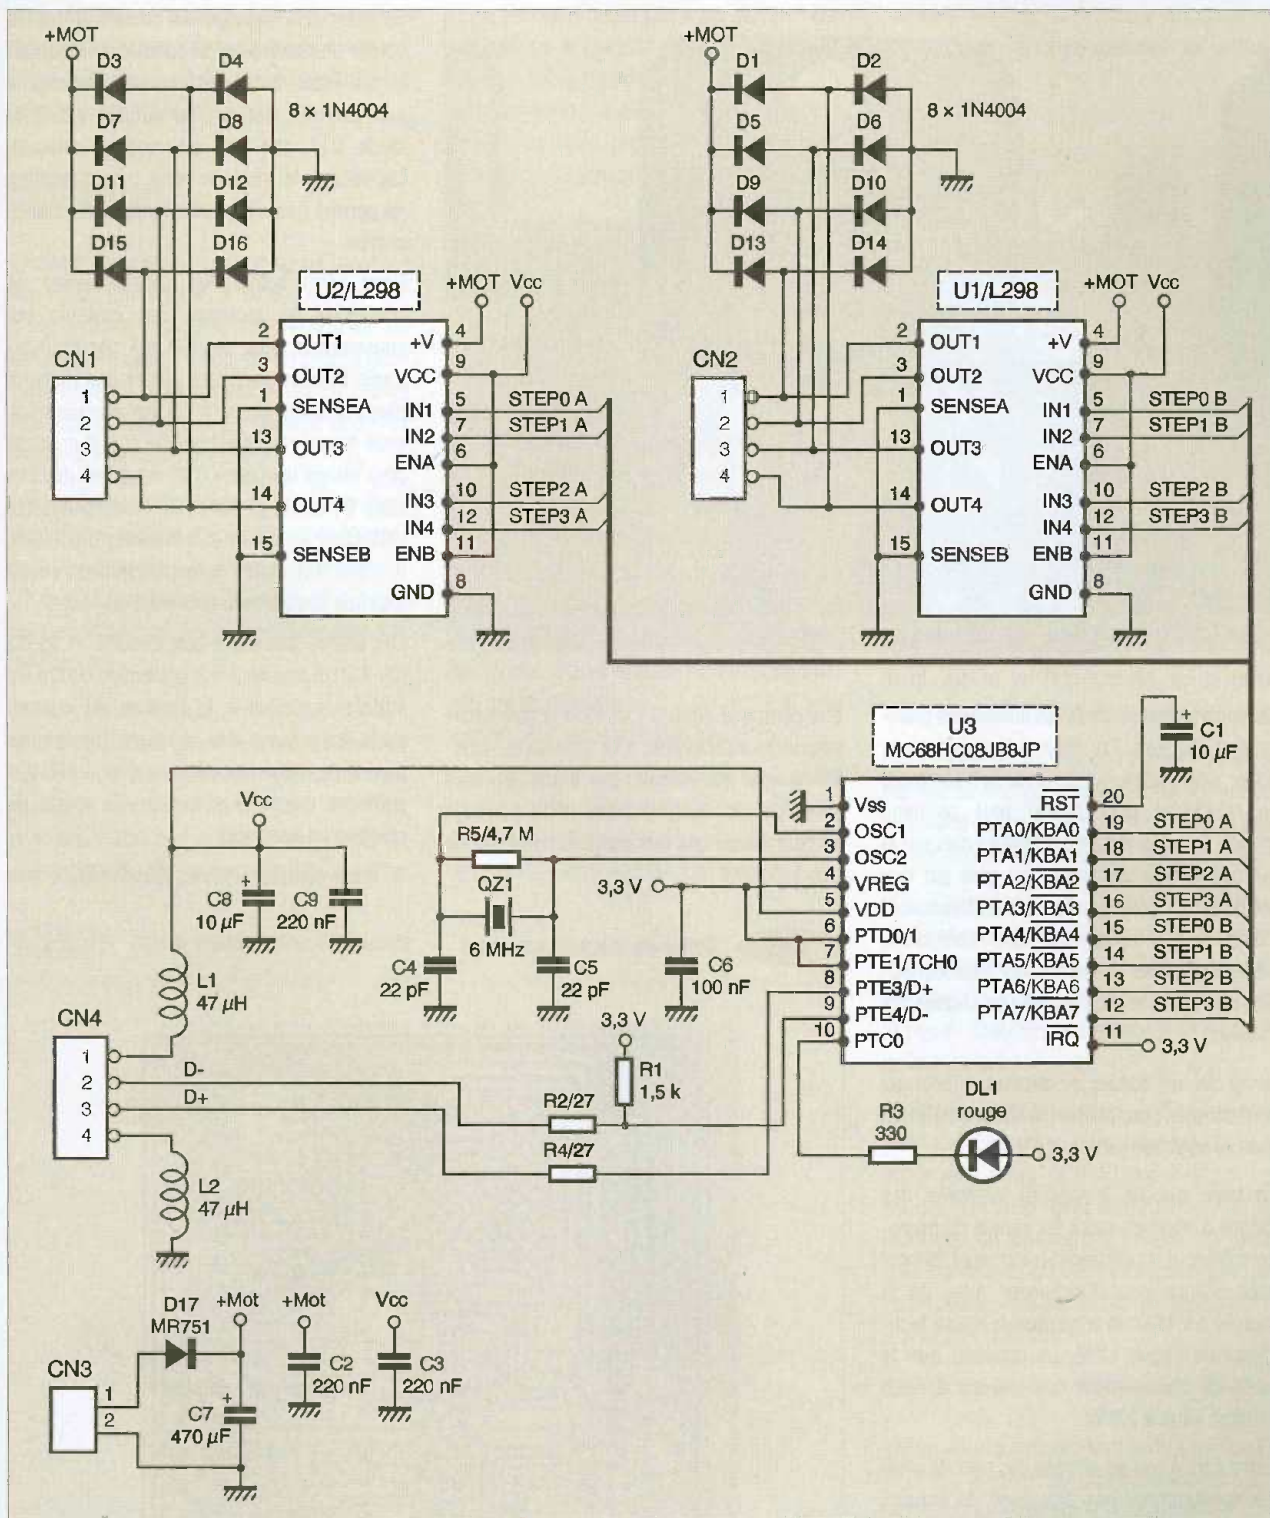 +MOT
D3 D4
8 x 1N4004
D7 D8
D11 D12
D15 D16
U2/L298
+MOT Vcc
CN1
1
2
3
4
2 OUT1
3 OUT2
1 SENSEA
13 OUT3
14 OUT4
15 SENSEB
+V 4
VCC 9
IN1 5 STEP0 A
IN2 7 STEP1 A
ENA 6
IN3 10 STEP2 A
IN4 12 STEP3 A
ENB 11
GND 8
+MOT
D1 D2
8 x 1N4004
D5 D6
D9 D10
D13 D14
U1/L298
+MOT Vcc
CN2
1
2
3
4
2 OUT1
3 OUT2
1 SENSEA
13 OUT3
14 OUT4
15 SENSEB
+V 4
VCC 9
IN1 5 STEP0 B
IN2 7 STEP1 B
ENA 6
IN3 10 STEP2 B
IN4 12 STEP3 B
ENB 11
GND 8
U3
MC68HC08JB8JP
+
C1
10 µF
1 Vss
2 OSC1
3 OSC2
4 VREG
5 VDD
6 PTD0/1
7 PTE1/TCH0
8 PTE3/D+
9 PTE4/D-
10 PTC0
RST 20
PTA0/KBA0 19 STEP0 A
PTA1/KBA1 18 STEP1 A
PTA2/KBA2 17 STEP2 A
PTA3/KBA3 16 STEP3 A
PTA4/KBA4 15 STEP0 B
PTA5/KBA5 14 STEP1 B
PTA6/KBA6 13 STEP2 B
PTA7/KBA7 12 STEP3 B
IRQ 11 3,3 V
Vcc
+
C8
10 µF
C9
220 nF
R5/4,7 M
QZ1
6 MHz
C4
22 pF
C5
22 pF
3,3 V
C6
100 nF
L1
47 µH
CN4
1
2
3
4
D-
D+
3,3 V
R1
1,5 k
R2/27
R4/27
R3
330
DL1
rouge
3,3 V
L2
47 µH
D17
MR751
+Mot
+Mot
C2
220 nF
Vcc
C3
220 nF
CN3
1
2
+
C7
470 µF